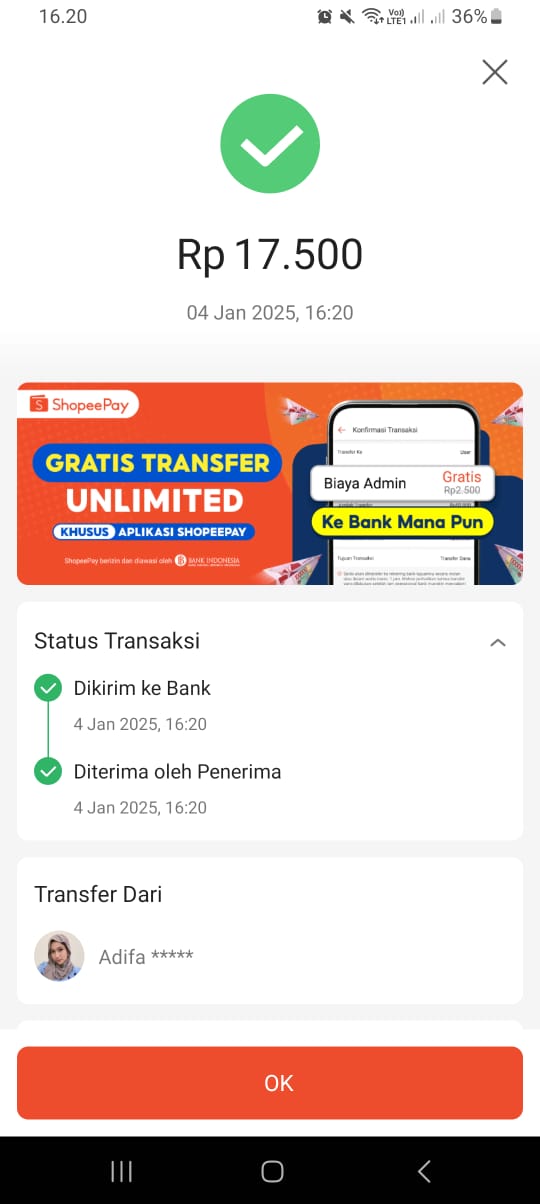 16.20
Vo)) LTE1 36%
Rp 17.500
04 Jan 2025, 16:20
S ShopeePay
GRATIS TRANSFER
UNLIMITED
KHUSUS APLIKASI SHOPEEPAY
ShopeePay berizin dan diawasi oleh BANK INDONESIA
Konfirmasi Transaksi
Transfer Ke User
Biaya Admin Gratis
Rp2.500
Ke Bank Mana Pun
Tujuan Transaksi Transfer Dana
Status Transaksi
Dikirim ke Bank
4 Jan 2025, 16:20
Diterima oleh Penerima
4 Jan 2025, 16:20
Transfer Dari
Adifa *****
OK